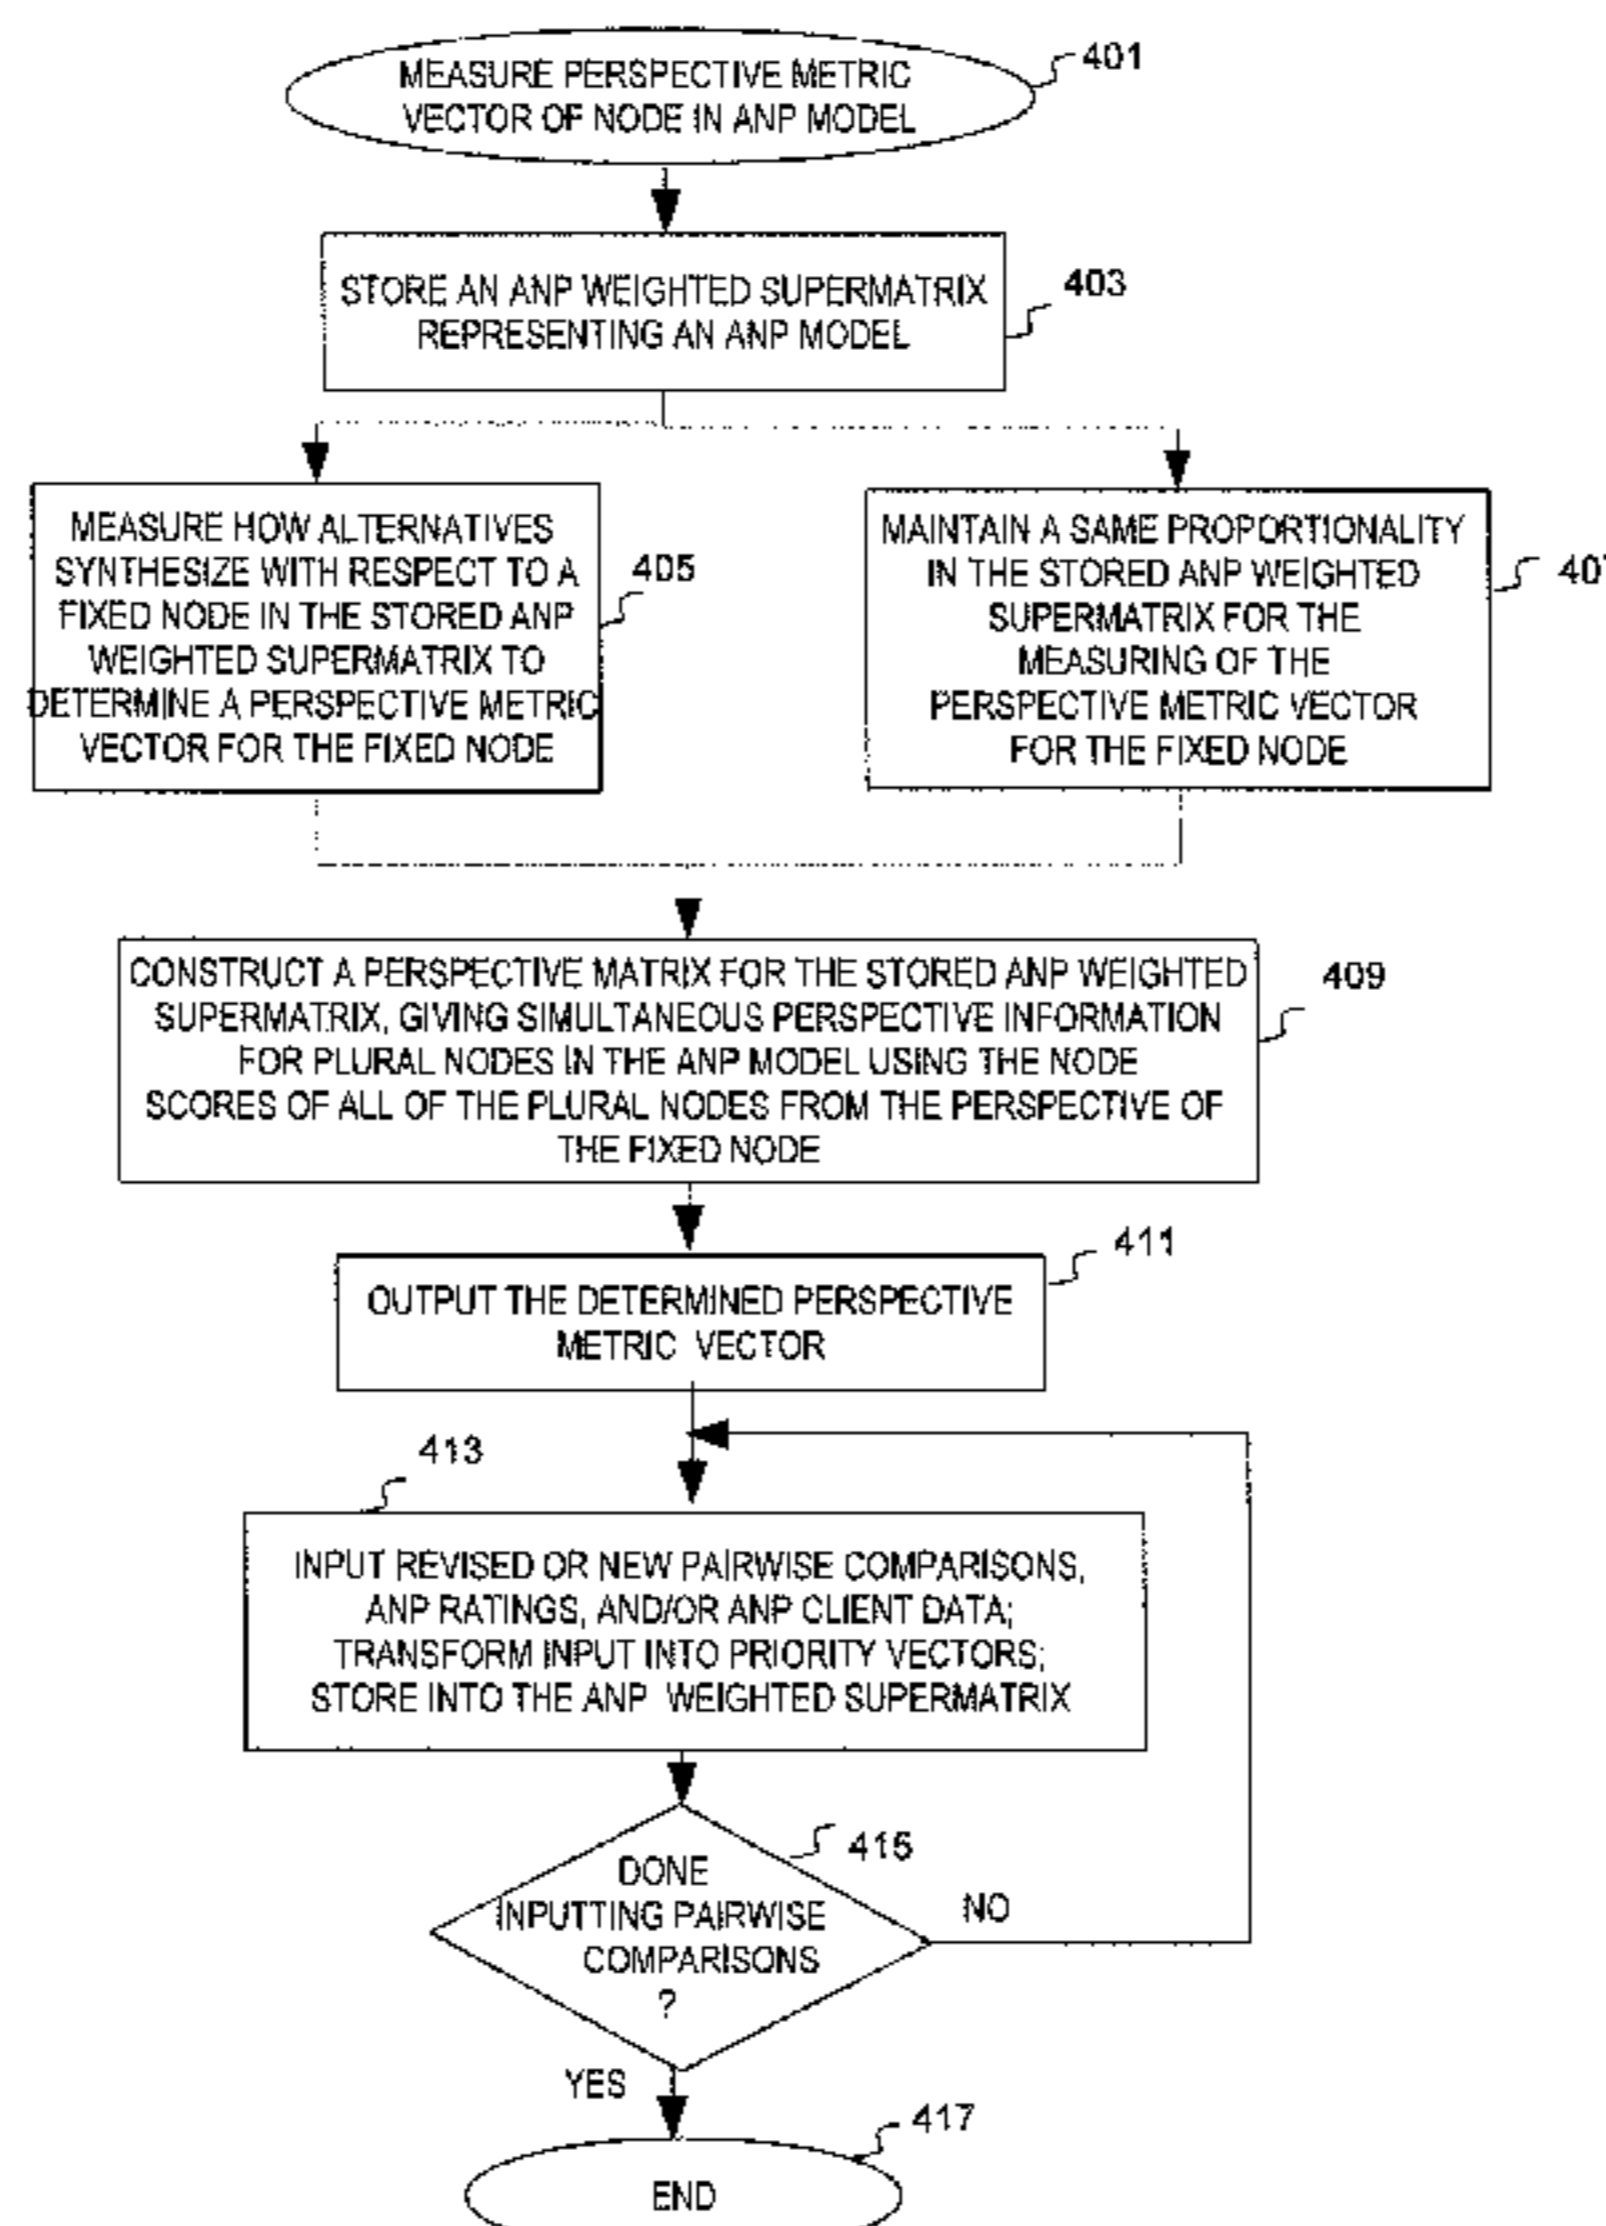 MEASURE PERSPECTIVE METRIC
VECTOR OF NODE IN ANP MODEL
401
STORE AN ANP WEIGHTED SUPERMATRIX
REPRESENTING AN ANP MODEL
403
MEASURE HOW ALTERNATIVES
SYNTHESIZE WITH RESPECT TO A
FIXED NODE IN THE STORED ANP
WEIGHTED SUPERMATRIX TO
DETERMINE A PERSPECTIVE METRIC
VECTOR FOR THE FIXED NODE
405
MAINTAIN A SAME PROPORTIONALITY
IN THE STORED ANP WEIGHTED
SUPERMATRIX FOR THE
MEASURING OF THE
PERSPECTIVE METRIC VECTOR
FOR THE FIXED NODE
CONSTRUCT A PERSPECTIVE MATRIX FOR THE STORED ANP WEIGHTED
SUPERMATRIX, GIVING SIMULTANEOUS PERSPECTIVE INFORMATION
FOR PLURAL NODES IN THE ANP MODEL USING THE NODE
SCORES OF ALL OF THE PLURAL NODES FROM THE PERSPECTIVE OF
THE FIXED NODE
409
OUTPUT THE DETERMINED PERSPECTIVE
METRIC VECTOR
411
413
INPUT REVISED OR NEW PAIRWISE COMPARISONS,
ANP RATINGS, AND/OR ANP CLIENT DATA;
TRANSFORM INPUT INTO PRIORITY VECTORS;
STORE INTO THE ANP WEIGHTED SUPERMATRIX
DONE
INPUTTING PAIRWISE
COMPARISONS
?
415
NO
YES
END
417